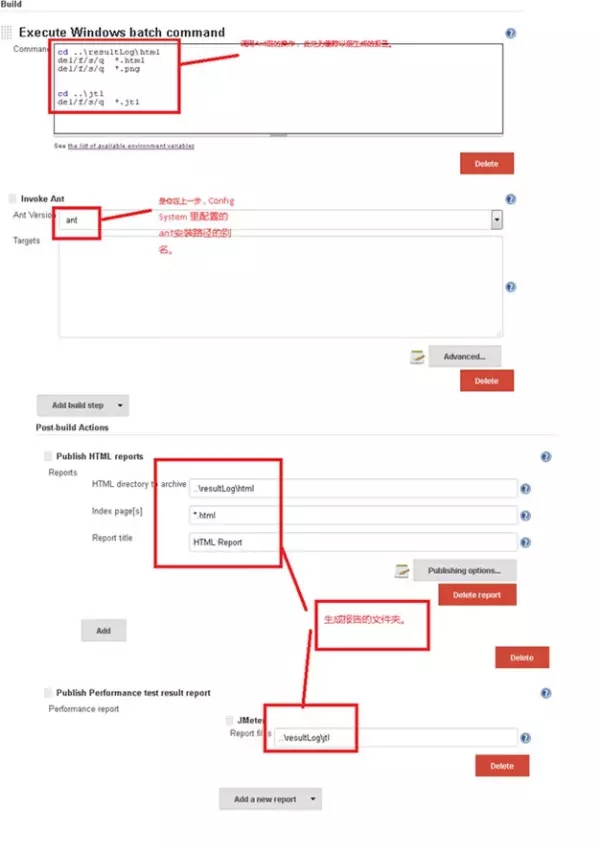 Build
Execute Windows batch command
Command
cd ..\resultLog\html
del/f/s/q *.html
del/f/s/q *.png
cd ..\jtl
del/f/s/q *.jtl
调用Ant前的操作，此处为删除以前生成的报告。
See the list of available environment variables
Delete
Invoke Ant
Ant Version
ant
是你在上一步，Config
System 里配置的
ant安装路径的别
名。
Targets
Advanced...
Delete
Add build step
Post-build Actions
Publish HTML reports
Reports
HTML directory to archive
..\resultLog\html
Index page[s]
*.html
Report title
HTML Report
Publishing options...
Delete report
生成报告的文件夹。
Add
Delete
Publish Performance test result report
Performance report
JMeter
Report files
..\resultLog\jtl
Delete
Add a new report